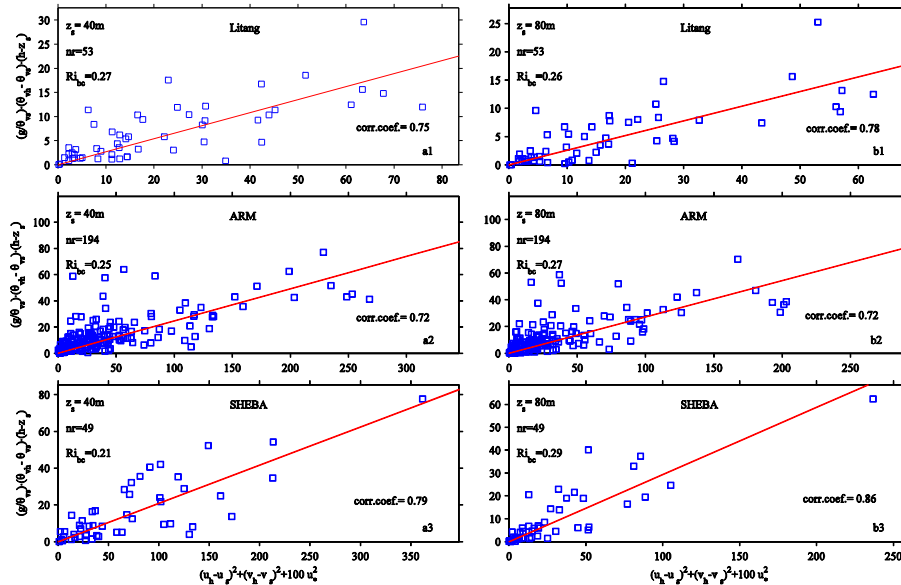 z_s = 40m
Litang
nr=53
Ri_bc=0.27
corr.coef.= 0.75
a1
30
25
20
15
10
5
0
0 10 20 30 40 50 60 70 80
(g/θ_vs)·(θ_vh - θ_vs)·(h-z_s)
z_s = 80m
Litang
nr=53
Ri_bc=0.26
corr.coef.= 0.78
b1
25
20
15
10
5
0
0 10 20 30 40 50 60
z_s = 40m
ARM
nr=194
Ri_bc=0.25
corr.coef.= 0.72
a2
100
80
60
40
20
0
0 50 100 150 200 250 300
(g/θ_vs)·(θ_vh - θ_vs)·(h-z_s)
z_s = 80m
ARM
nr=194
Ri_bc=0.27
corr.coef.= 0.72
b2
100
80
60
40
20
0
0 50 100 150 200 250
z_s = 40m
SHEBA
nr=49
Ri_bc=0.21
corr.coef.= 0.79
a3
80
60
40
20
0
0 50 100 150 200 250 300 350
(g/θ_vs)·(θ_vh - θ_vs)·(h-z_s)
(u_h-u_s)²+(v_h-v_s)²+100 u_*²
z_s = 80m
SHEBA
nr=49
Ri_bc=0.29
corr.coef.= 0.86
b3
60
50
40
30
20
10
0
0 50 100 150 200 250
(u_h-u_s)²+(v_h-v_s)²+100 u_*²